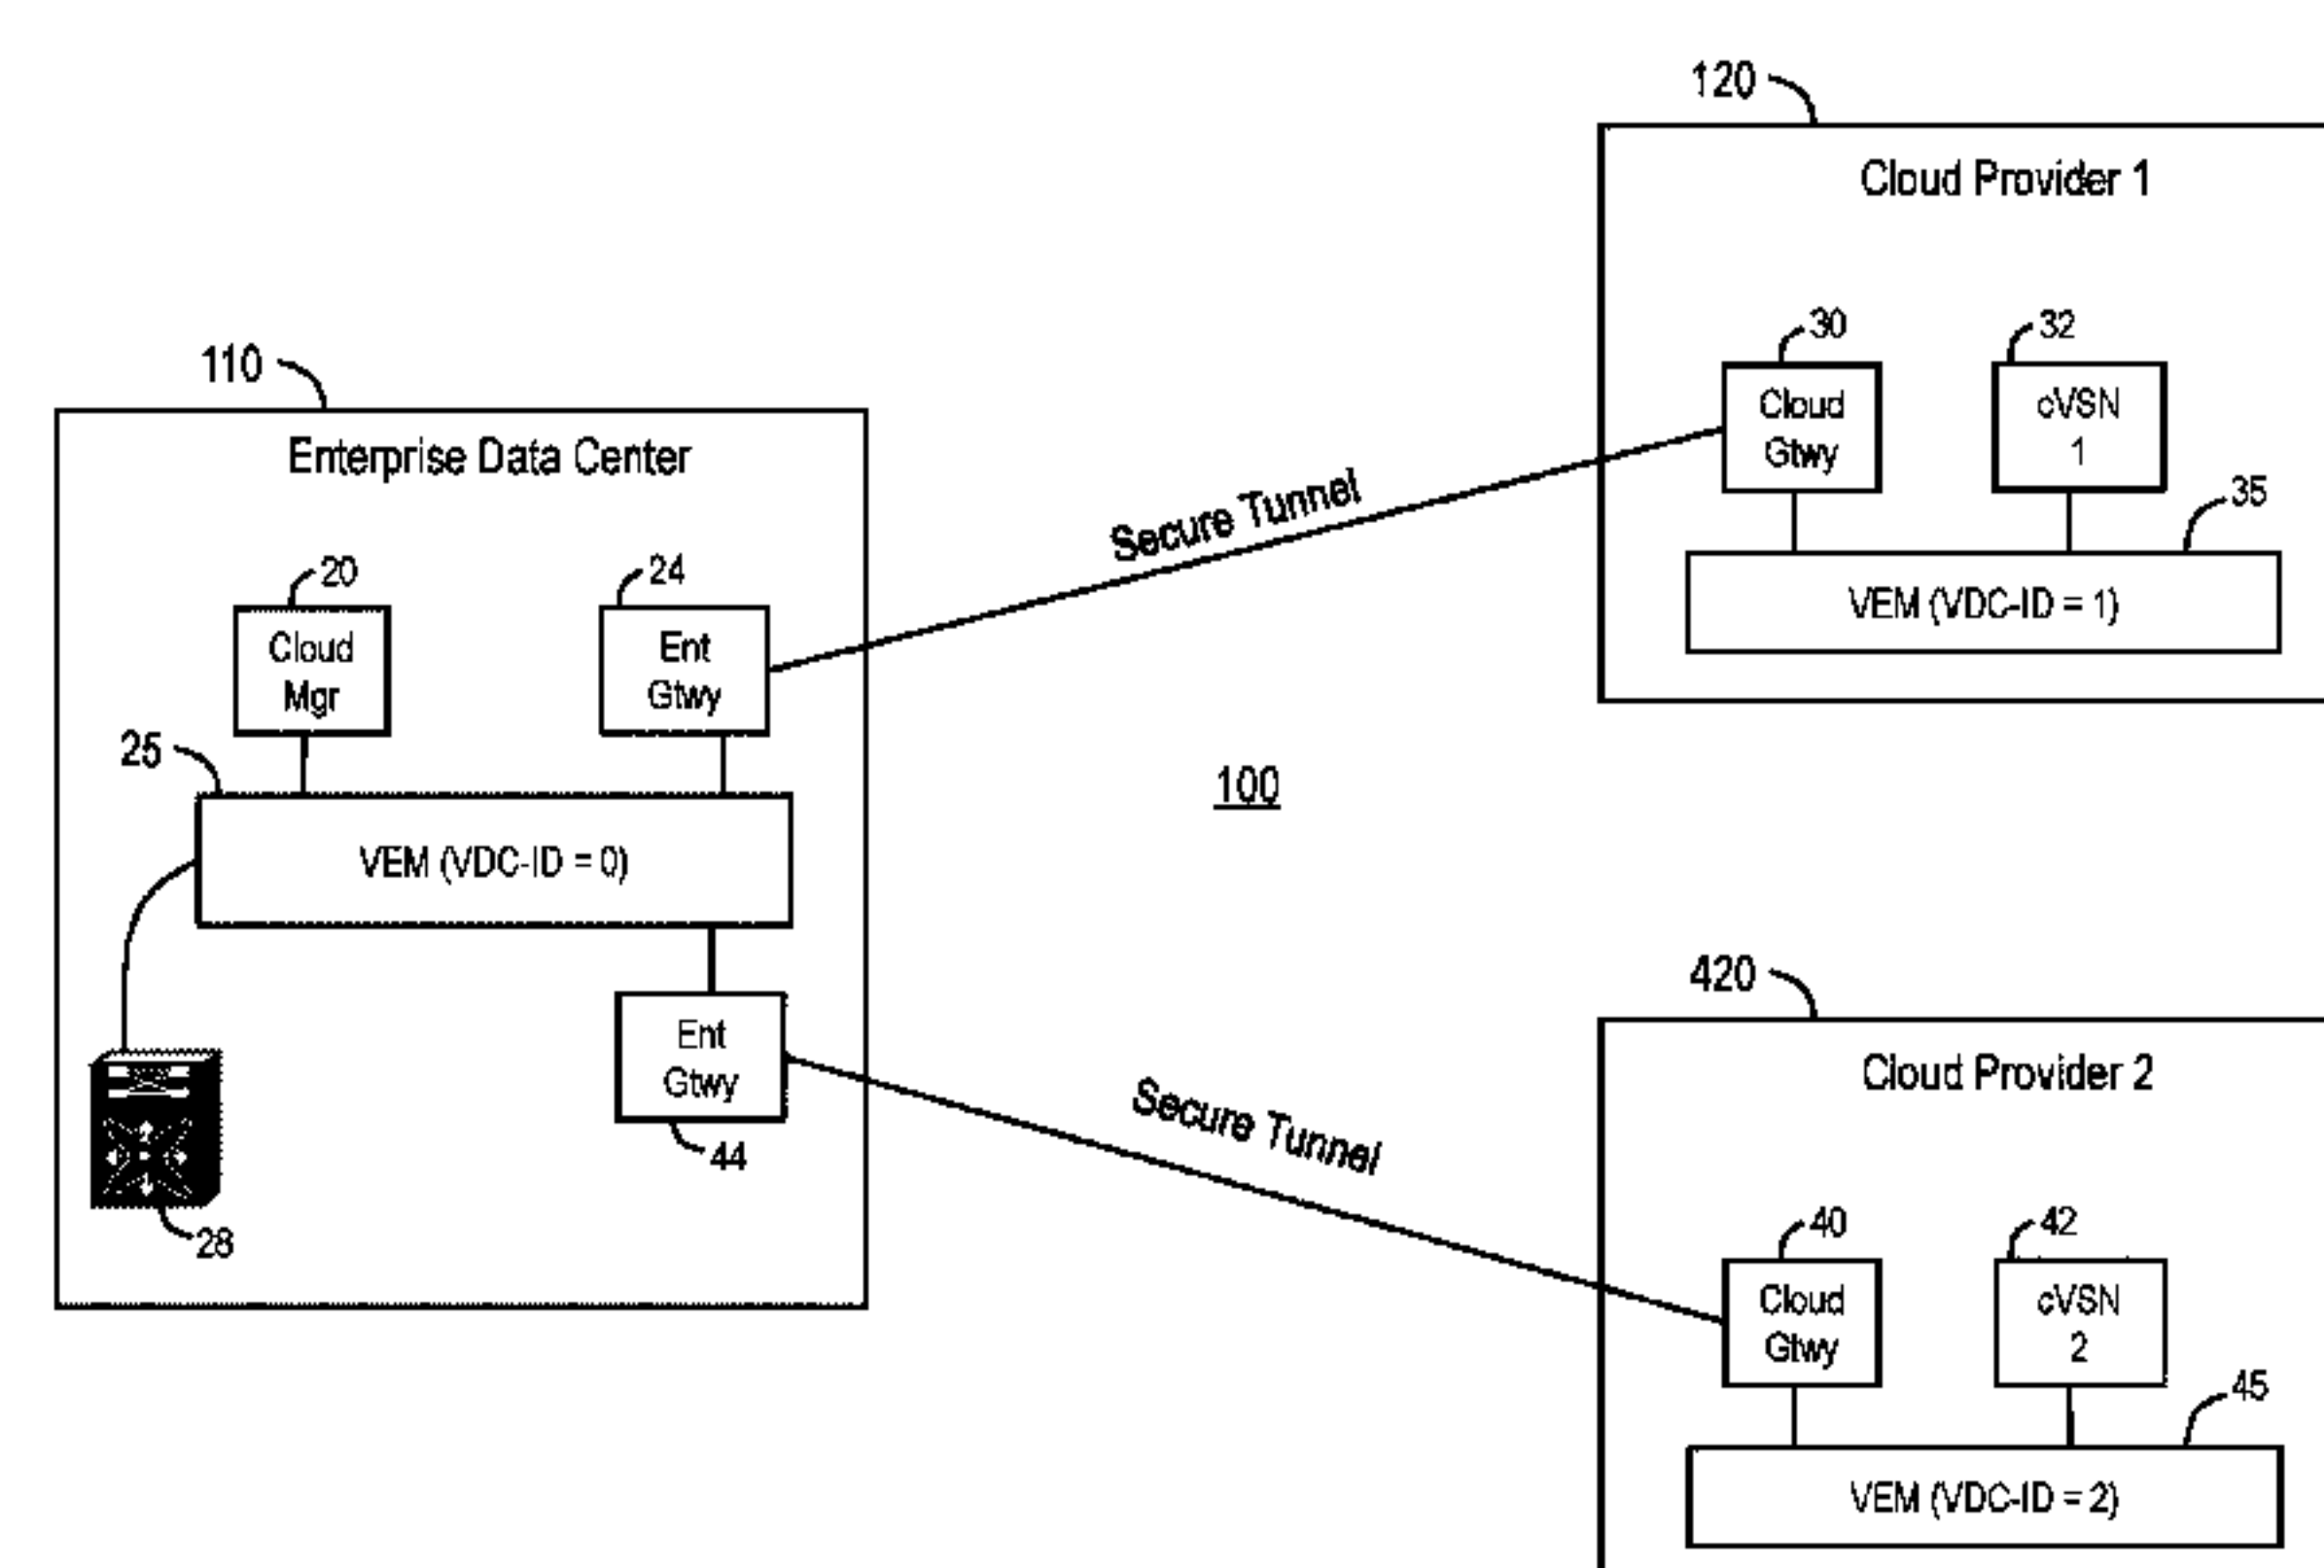 120
Cloud Provider 1
30
32
Cloud
Gtwy
cVSN
1
35
VEM (VDC-ID = 1)
Secure Tunnel
110
Enterprise Data Center
20
24
Cloud
Mgr
Ent
Gtwy
25
VEM (VDC-ID = 0)
100
Ent
Gtwy
44
28
Secure Tunnel
420
Cloud Provider 2
40
42
Cloud
Gtwy
cVSN
2
45
VEM (VDC-ID = 2)